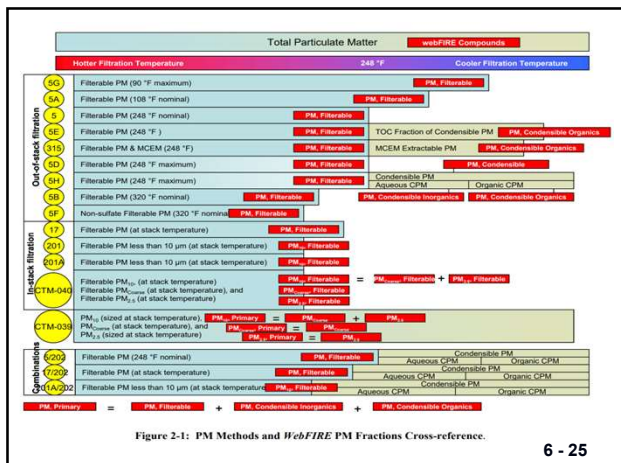 Total Particulate Matter webFIRE Compounds
Hotter Filtration Temperature 248 °F Cooler Filtration Temperature
Out-of-stack filtration
5G Filterable PM (90 °F maximum) PM, Filterable
5A Filterable PM (108 °F nominal) PM, Filterable
5 Filterable PM (248 °F nominal) PM, Filterable
5E Filterable PM (248 °F ) PM, Filterable TOC Fraction of Condensible PM PM, Condensible Organics
315 Filterable PM & MCEM (248 °F) PM, Filterable MCEM Extractable PM PM, Condensible Organics
5D Filterable PM (248 °F maximum) PM, Filterable PM, Condensible
5H Filterable PM (248 °F maximum) PM, Filterable Condensible PM
Aqueous CPM Organic CPM
5B Filterable PM (320 °F nominal) PM, Filterable PM, Condensible Inorganics PM, Condensible Organics
5F Non-sulfate Filterable PM (320 °F nomina PM, Filterable
In-stack filtration
17 Filterable PM (at stack temperature) PM, Filterable
201 Filterable PM less than 10 µm (at stack temperature) PM10, Filterable
201A Filterable PM less than 10 µm (at stack temperature) PM10, Filterable
CTM-040 Filterable PM10- (at stack temperature) PM10, Filterable = PMCoarse, Filterable + PM2.5, Filterable
Filterable PMCoarse (at stack temperature), and PMCoarse, Filterable
Filterable PM2.5 (at stack temperature) PM2.5, Filterable
CTM-039 PM10 (sized at stack temperature), PM10, Primary = PMCoarse + PM2.5
PMCoarse (at stack temperature), and PMCoarse, Primary = PMCoarse
PM2.5 (sized at stack temperature) PM2.5, Primary = PM2.5
Combinations
5/202 Filterable PM (248 °F nominal) PM, Filterable Condensible PM
Aqueous CPM Organic CPM
17/202 Filterable PM (at stack temperature) PM, Filterable Condensible PM
Aqueous CPM Organic CPM
201A/202 Filterable PM less than 10 µm (at stack temperature PM10, Filterable Condensible PM
Aqueous CPM Organic CPM
PM, Primary = PM, Filterable + PM, Condensible Inorganics + PM, Condensible Organics
Figure 2-1: PM Methods and WebFIRE PM Fractions Cross-reference.
6 - 25